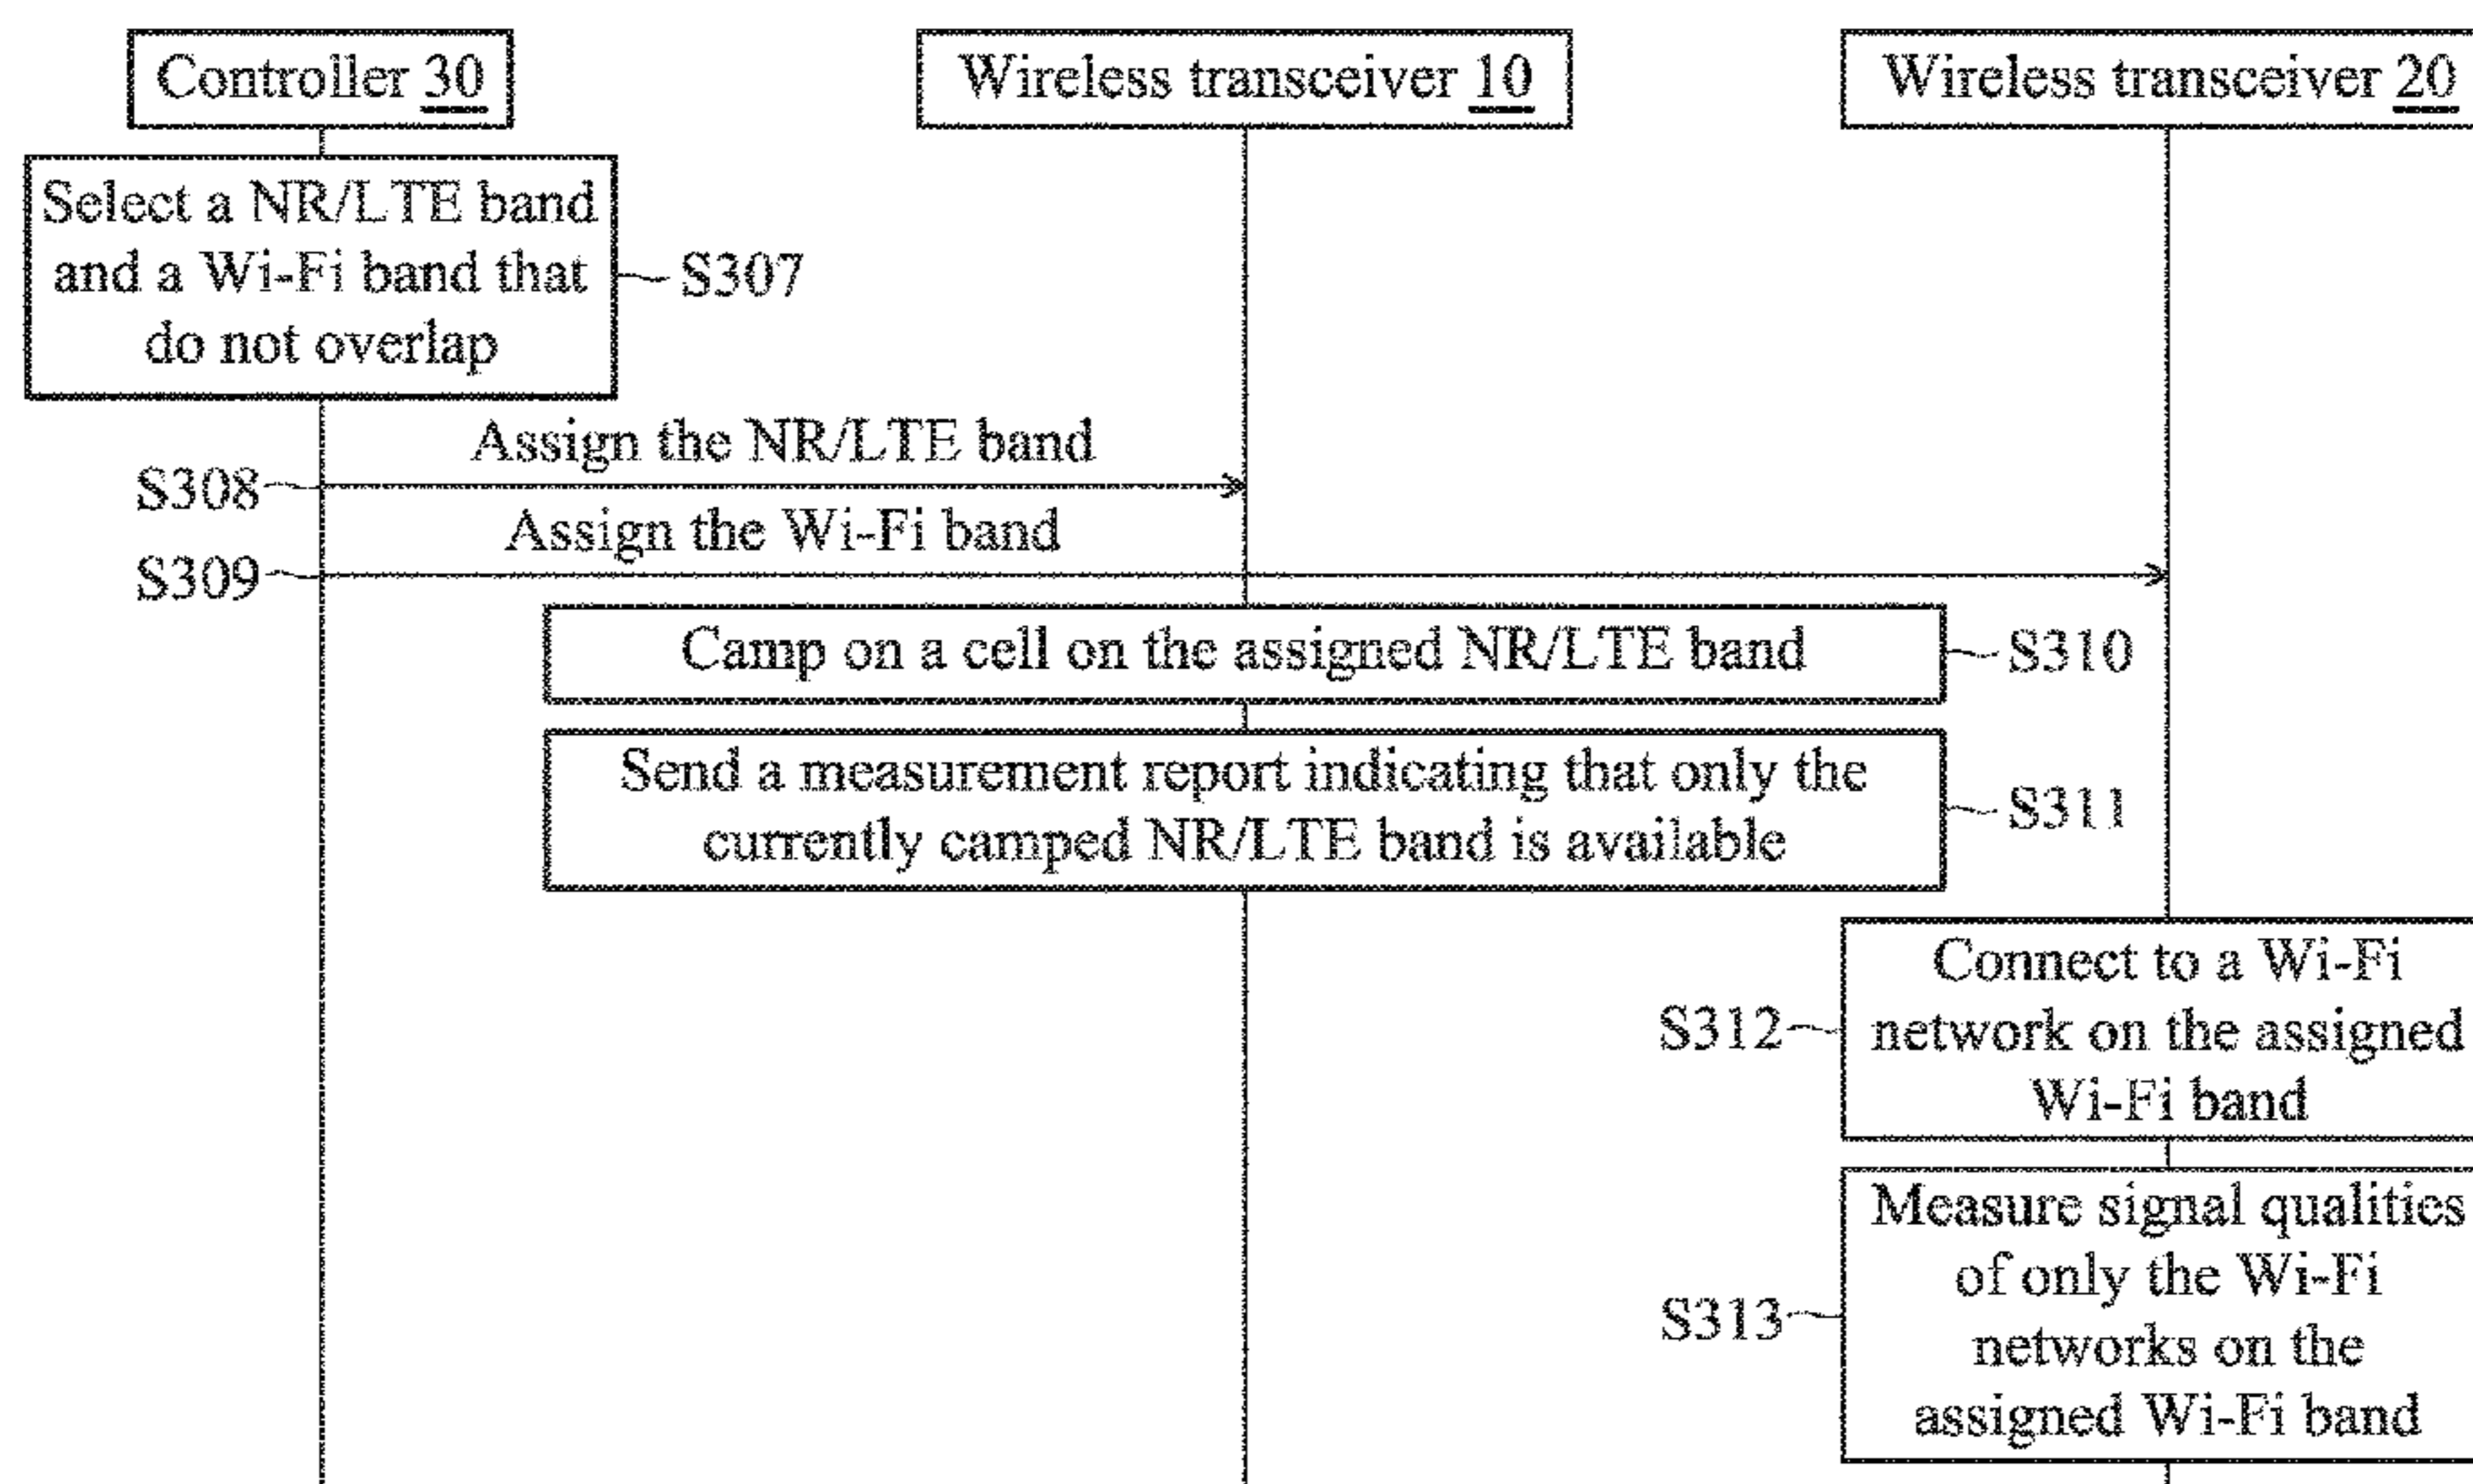 Controller 30
Wireless transceiver 10
Wireless transceiver 20
Select a NR/LTE band
and a Wi-Fi band that
do not overlap
S307
Assign the NR/LTE band
S308
Assign the Wi-Fi band
S309
Camp on a cell on the assigned NR/LTE band
S310
Send a measurement report indicating that only the
currently camped NR/LTE band is available
S311
Connect to a Wi-Fi
network on the assigned
Wi-Fi band
S312
Measure signal qualities
of only the Wi-Fi
networks on the
assigned Wi-Fi band
S313